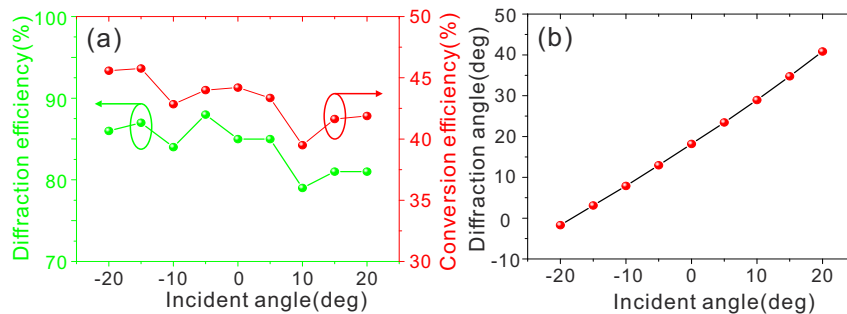 (a)
Diffraction efficiency(%)
100
90
80
70
Conversion efficiency(%)
50
45
40
35
30
-20 -10 0 10 20
Incident angle(deg)
(b)
Diffraction angle(deg)
50
40
30
20
10
0
-10
-20 -10 0 10 20
Incident angle(deg)